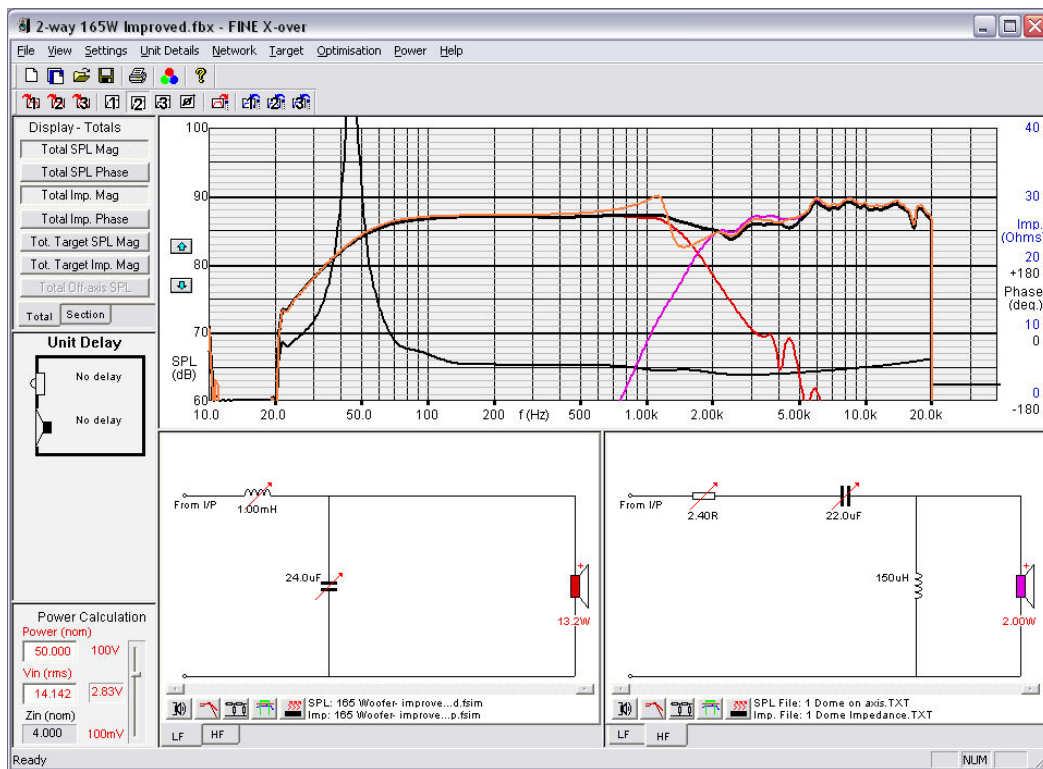 2-way 165W Improved.fbx - FINE X-over
File View Settings Unit Details Network Target Optimisation Power Help
Display - Totals
Total SPL Mag
Total SPL Phase
Total Imp. Mag
Total Imp. Phase
Tot. Target SPL Mag
Tot. Target Imp. Mag
Total Off-axis SPL
Total Section
Unit Delay
No delay
No delay
100
90
80
70
SPL
(dB)
60
10.0 20.0 50.0 100 200 f (Hz) 500 1.00k 2.00k 5.00k 10.0k 20.0k
40
30
Imp.
(Ohms)
20
+180
Phase
(deg.)
10
0
0
-180
From I/P
1.00mH
24.0uF
13.2W
From I/P
2.40R
22.0uF
150uH
2.00W
Power Calculation
Power (nom)
50.000 100V
Vin (rms)
14.142 2.83V
Zin (nom)
4.000 100mV
SPL: 165 Woofer- improve...d.fsim
Imp: 165 Woofer- improve...p.fsim
LF HF
SPL File: 1 Dome on axis.TXT
Imp. File: 1 Dome Impedance.TXT
LF HF
Ready NUM